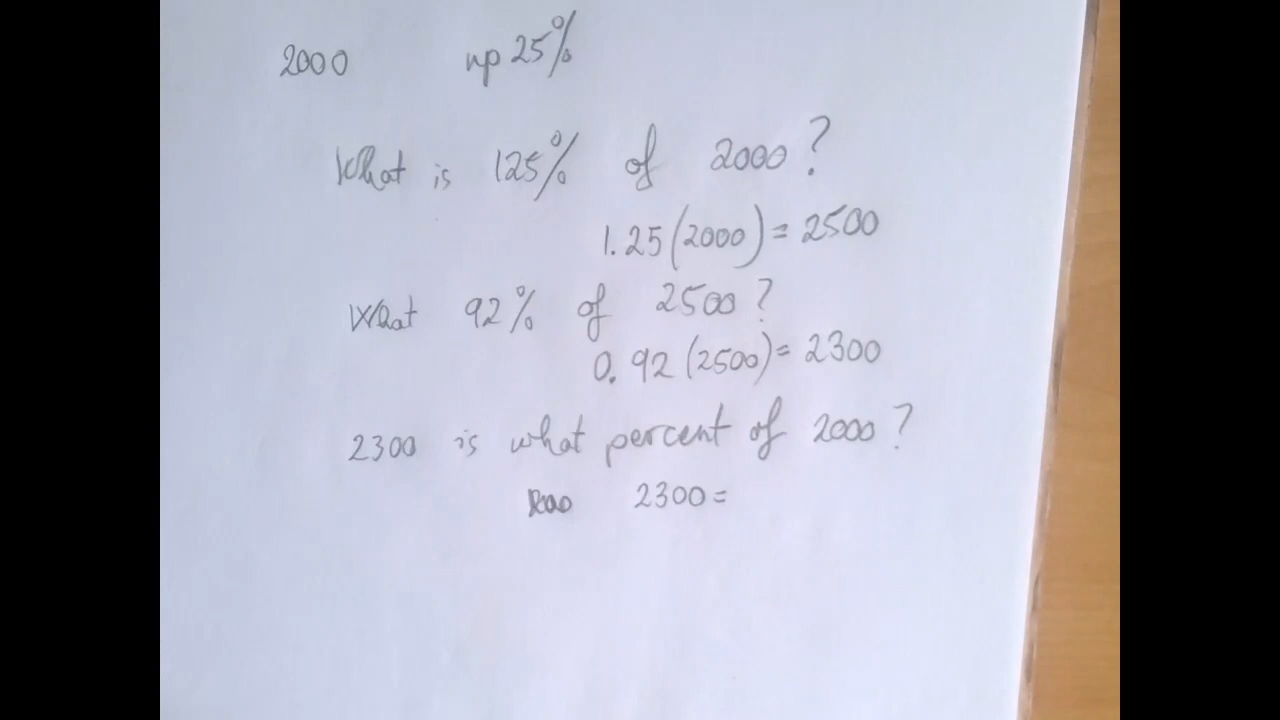 2000 up 25%
What is 125% of 2000?
1.25(2000) = 2500
What 92% of 2500?
0.92(2500) = 2300
2300 is what percent of 2000?
2300 =